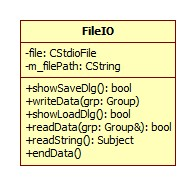 FileIO
-file: CStdioFile
-m_filePath: CString
+showSaveDlg(): bool
+writeData(grp: Group)
+showLoadDlg(): bool
+readData(grp: Group&): bool
+readString(): Subject
+endData()